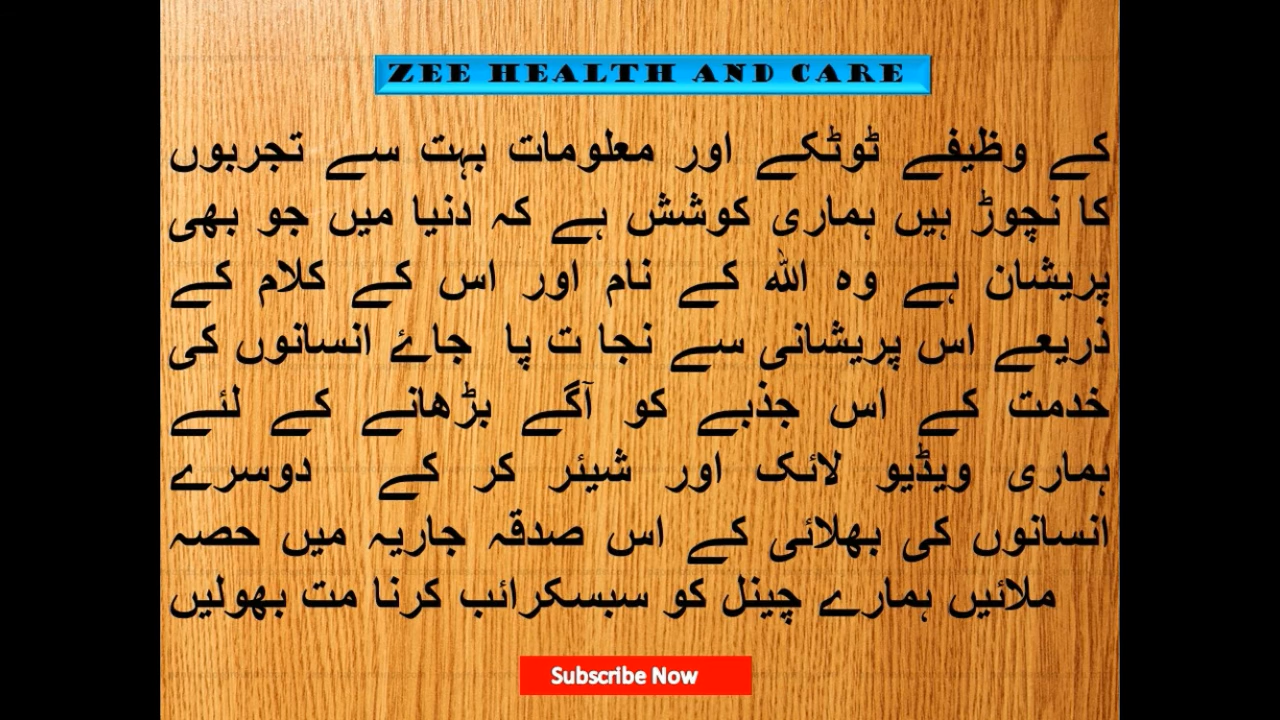 ZEE HEALTH AND CARE
کے وظیفے ٹوٹکے اور معلومات بہت سے تجربوں
کا نچوڑ ہیں ہماری کوشش ہے کہ دنیا میں جو بھی
پریشان ہے وہ اللہ کے نام اور اس کے کلام کے
ذریعے اس پریشانی سے نجا ت پا جاۓ انسانوں کی
خدمت کے اس جذبے کو آگے بڑھانے کے لئے
ہماری ویڈیو لائک اور شیئر کر کے دوسرے
انسانوں کی بھلائی کے اس صدقہ جاریہ میں حصہ
ملائیں ہمارے چینل کو سبسکرائب کرنا مت بھولیں
Subscribe Now